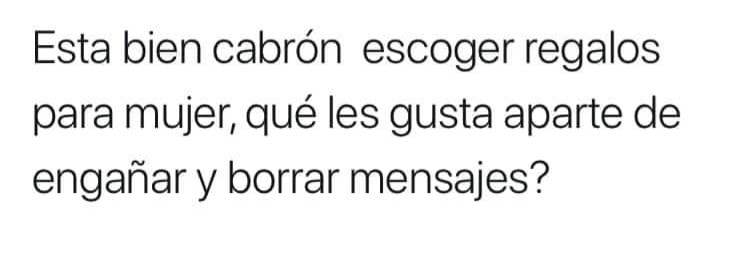 Esta bien cabrón  escoger regalos
para mujer, qué les gusta aparte de
engañar y borrar mensajes?